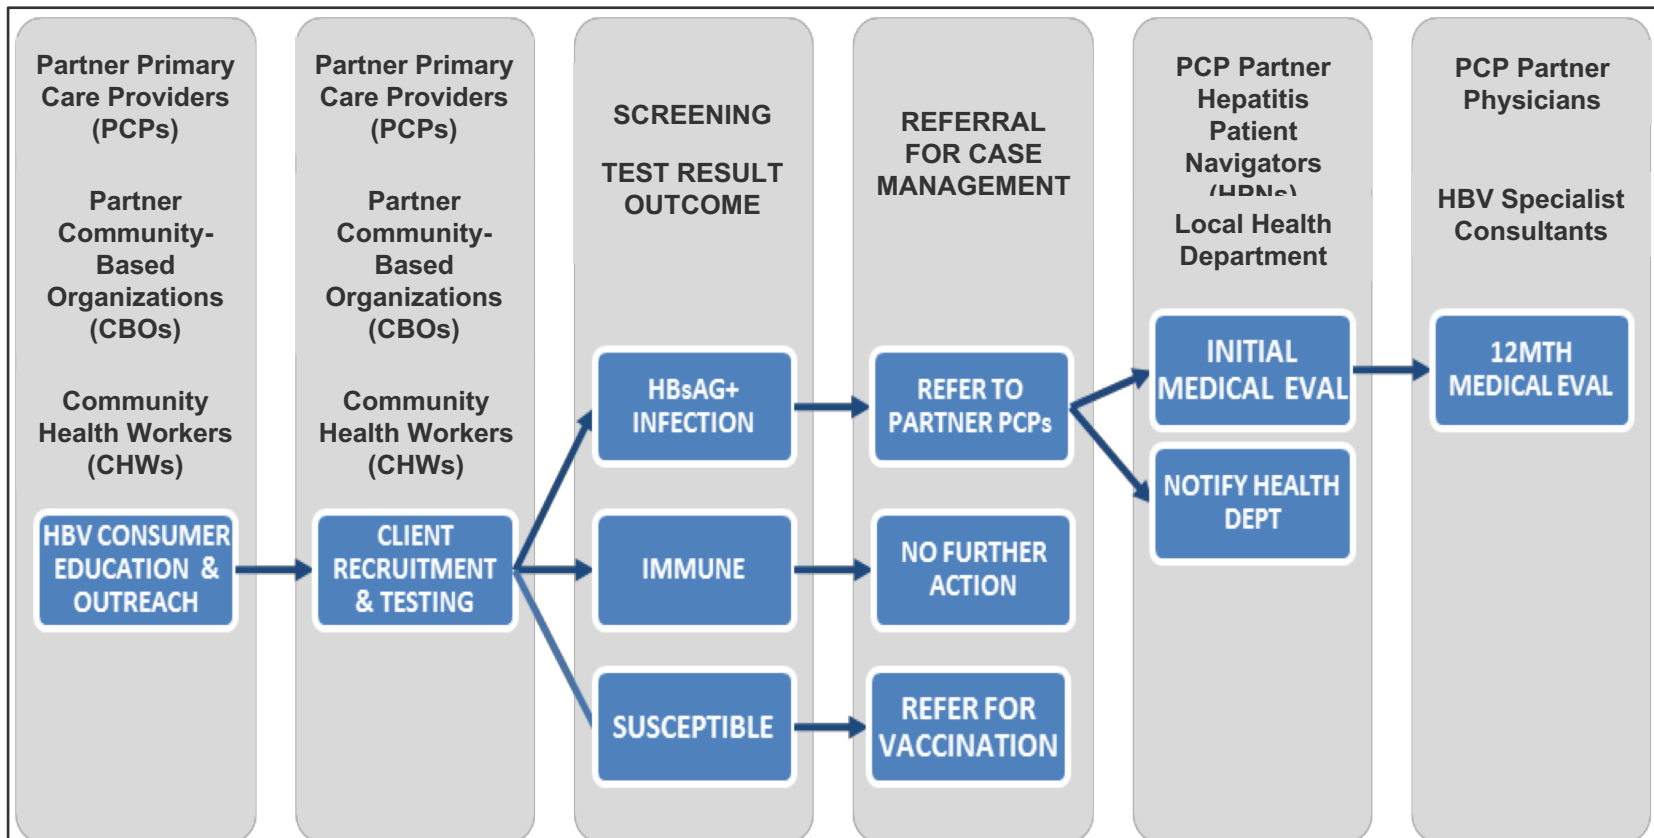 Partner Primary
Care Providers
(PCPs)
Partner
Community-
Based
Organizations
(CBOs)
Community
Health Workers
(CHWs)
HBV CONSUMER
EDUCATION &
OUTREACH
Partner Primary
Care Providers
(PCPs)
Partner
Community-
Based
Organizations
(CBOs)
Community
Health Workers
(CHWs)
CLIENT
RECRUITMENT
& TESTING
SCREENING
TEST RESULT
OUTCOME
HBsAG+
INFECTION
IMMUNE
SUSCEPTIBLE
REFERRAL
FOR CASE
MANAGEMENT
REFER TO
PARTNER PCPs
NO FURTHER
ACTION
REFER FOR
VACCINATION
PCP Partner
Hepatitis
Patient
Navigators
(HPNs)
Local Health
Department
INITIAL
MEDICAL EVAL
NOTIFY HEALTH
DEPT
PCP Partner
Physicians
HBV Specialist
Consultants
12MTH
MEDICAL EVAL